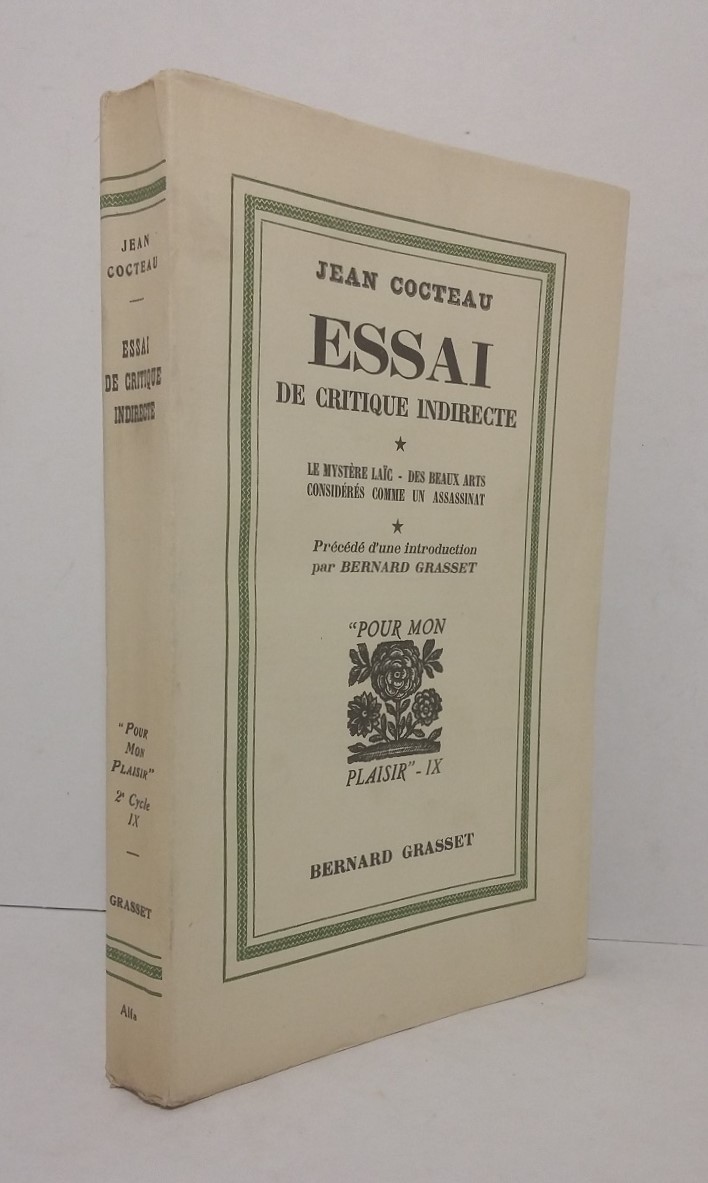 JEAN
COCTEAU
ESSAI
DE CRITIQUE
INDIRECTE
"POUR
MON
PLAISIR"
2e Cycle
IX
GRASSET
Alfa
JEAN COCTEAU
ESSAI
DE CRITIQUE INDIRECTE
★
LE MYSTÈRE LAÏC - DES BEAUX ARTS
CONSIDÉRÉS COMME UN ASSASSINAT
★
Précédé d'une introduction
par BERNARD GRASSET
"POUR MON
PLAISIR" - IX
BERNARD GRASSET